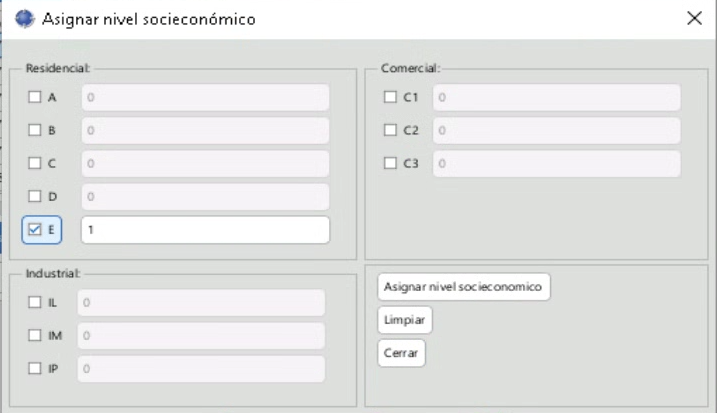 Asignar nivel socieconómico
Residencial:
A 0
B 0
C 0
D 0
E 1
Comercial:
C1 0
C2 0
C3 0
Industrial:
IL 0
IM 0
IP 0
Asignar nivel socieconomico
Limpiar
Cerrar